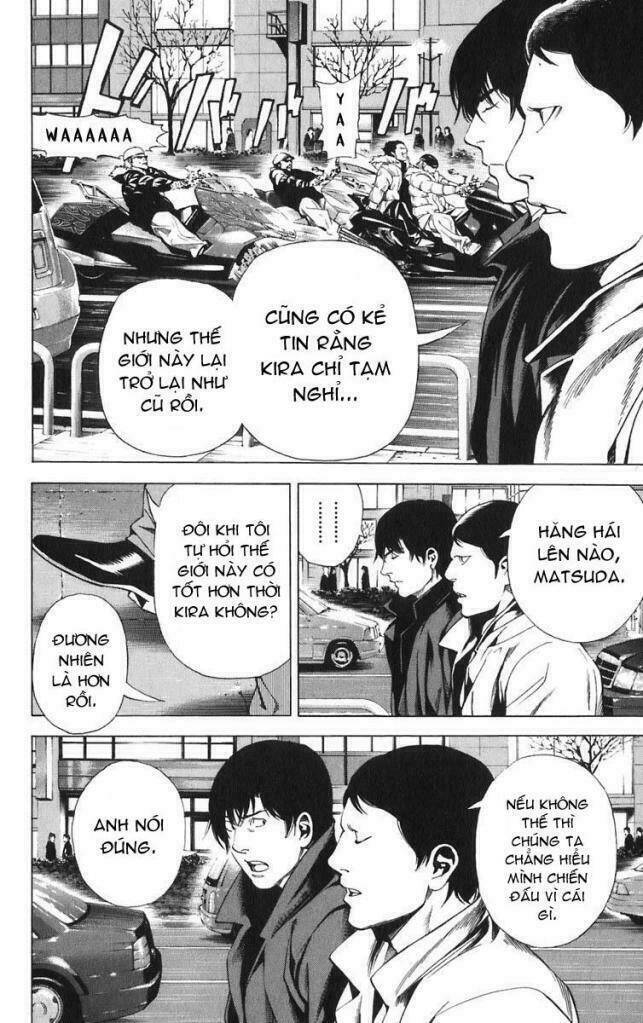 YAA
WAAAAAA
CŨNG CÓ KẺ
TIN RẰNG
KIRA CHỈ TẠM
NGHỈ...
NHƯNG THẾ
GIỚI NÀY LẠI
TRỞ LẠI NHƯ
CŨ RỒI.
HĂNG HÁI
LÊN NÀO,
MATSUDA.
......
ĐÔI KHI TÔI
TỰ HỎI THẾ
GIỚI NÀY CÓ
TỐT HƠN THỜI
KIRA KHÔNG?
ĐƯƠNG
NHIÊN
LÀ HƠN
RỒI.
NẾU KHÔNG
THẾ THÌ
CHÚNG TA
CHẲNG HIỂU
MÌNH CHIẾN
ĐẤU VÌ CÁI
GÌ.
ANH NÓI
ĐÚNG.